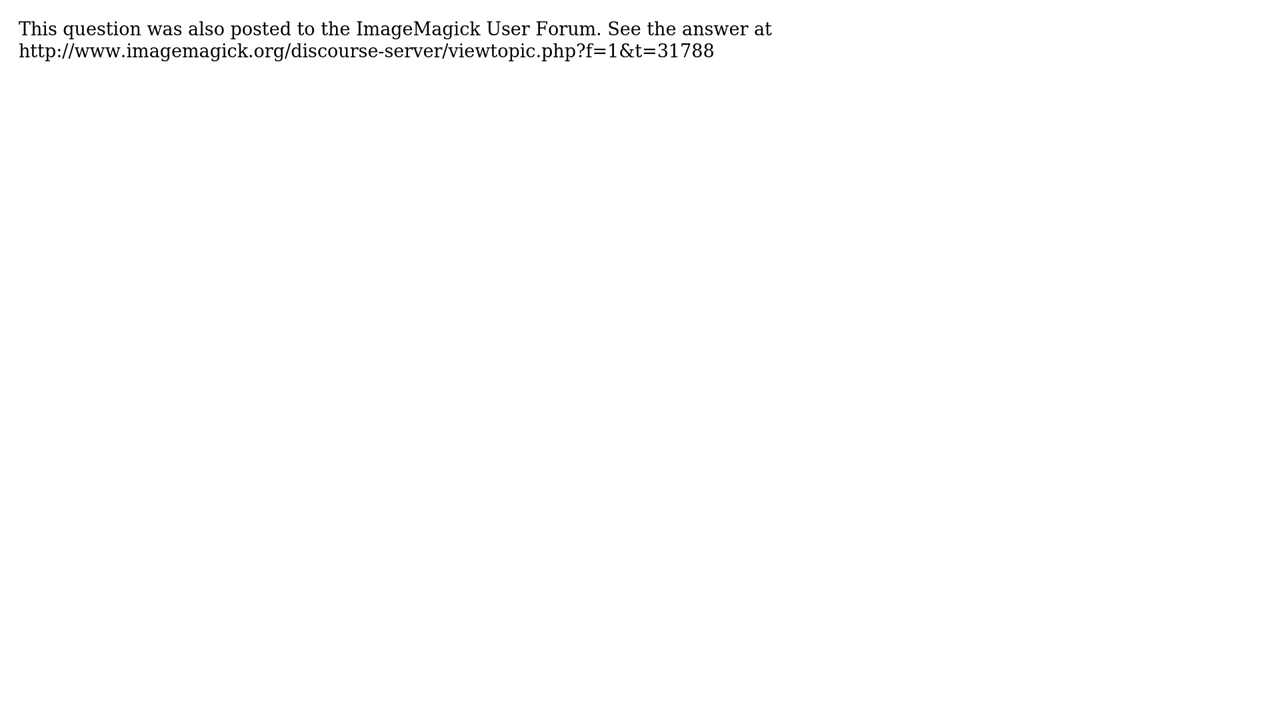 This question was also posted to the ImageMagick User Forum. See the answer at
http://www.imagemagick.org/discourse-server/viewtopic.php?f=1&t=31788